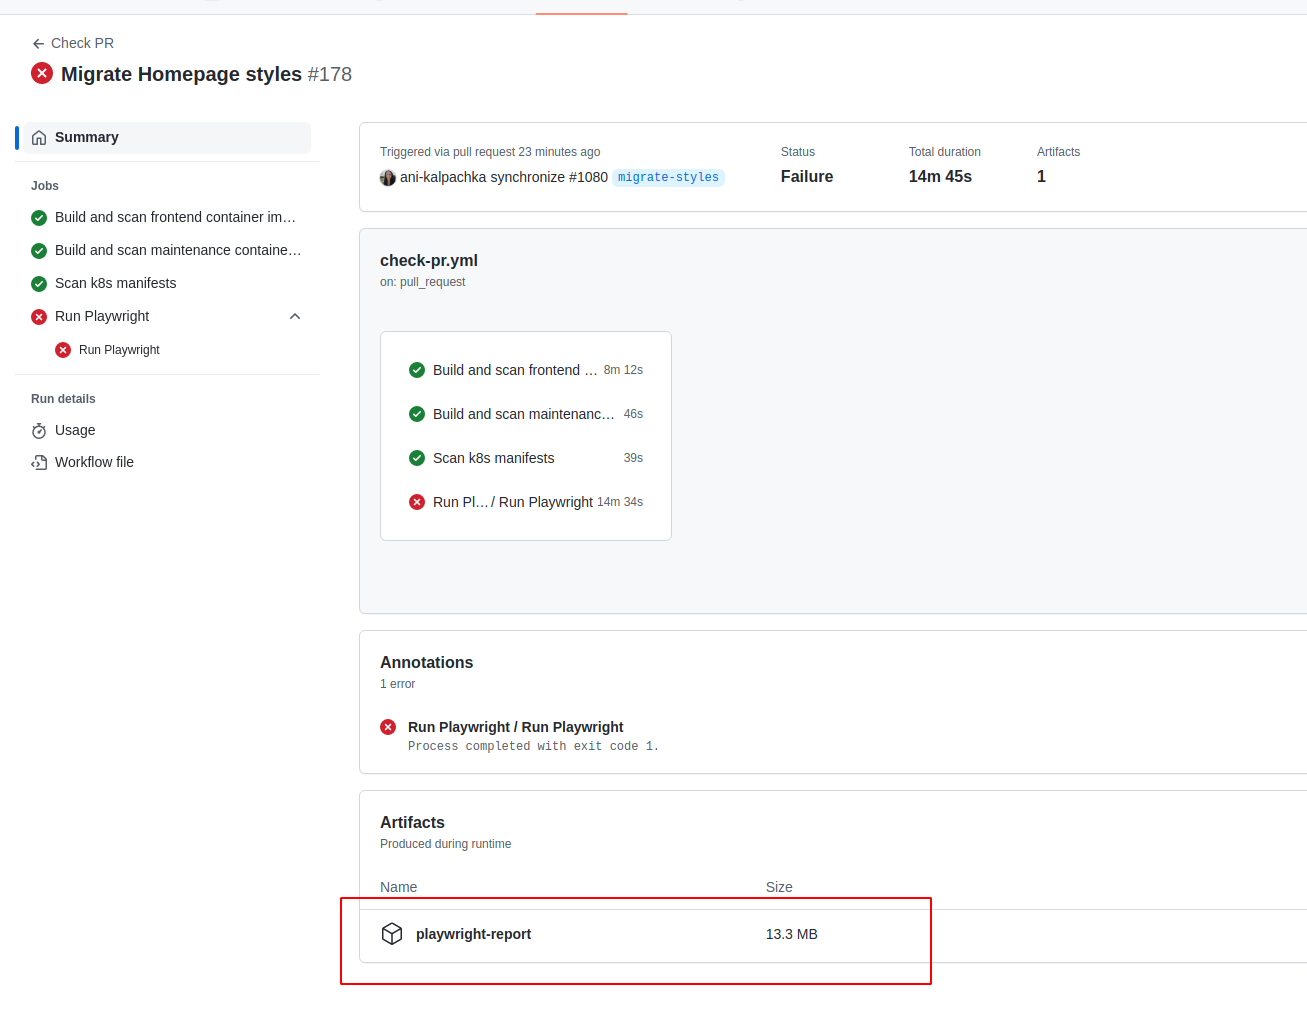 Check PR
Migrate Homepage styles #178
Summary
Jobs
Build and scan frontend container im…
Build and scan maintenance containe…
Scan k8s manifests
Run Playwright
Run Playwright
Run details
Usage
Workflow file
Triggered via pull request 23 minutes ago
ani-kalpachka synchronize #1080 migrate-styles
Status
Failure
Total duration
14m 45s
Artifacts
1
check-pr.yml
on: pull_request
Build and scan frontend … 8m 12s
Build and scan maintenanc… 46s
Scan k8s manifests 39s
Run Pl… / Run Playwright 14m 34s
Annotations
1 error
Run Playwright / Run Playwright
Process completed with exit code 1.
Artifacts
Produced during runtime
Name Size
playwright-report 13.3 MB